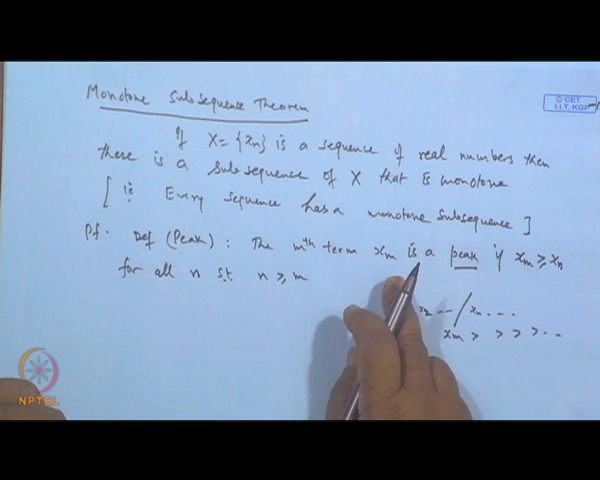 Monotone Subsequence Theorem
© CET
I.I.T. KGP
If X = {xn} is a sequence of real numbers then
there is a subsequence of X that is monotone
[ ie Every sequence has a monotone subsequence ]
Pf. Def (Peak) : The mth term xm is a peak if xm ≥ xn
for all n s.t. n ≥ m
x2 -- / xn . . .
xm > > > > . .
NPTEL